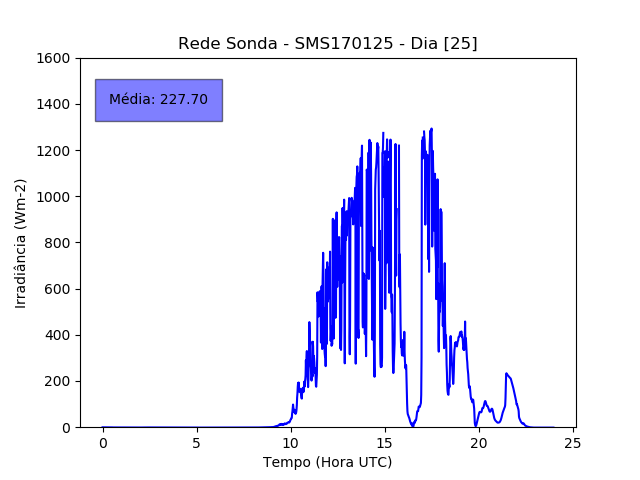 Rede Sonda - SMS170125 - Dia [25]
Média: 227.70
1600
1400
1200
1000
800
600
400
200
0
Irradiância (Wm-2)
0 5 10 15 20 25
Tempo (Hora UTC)